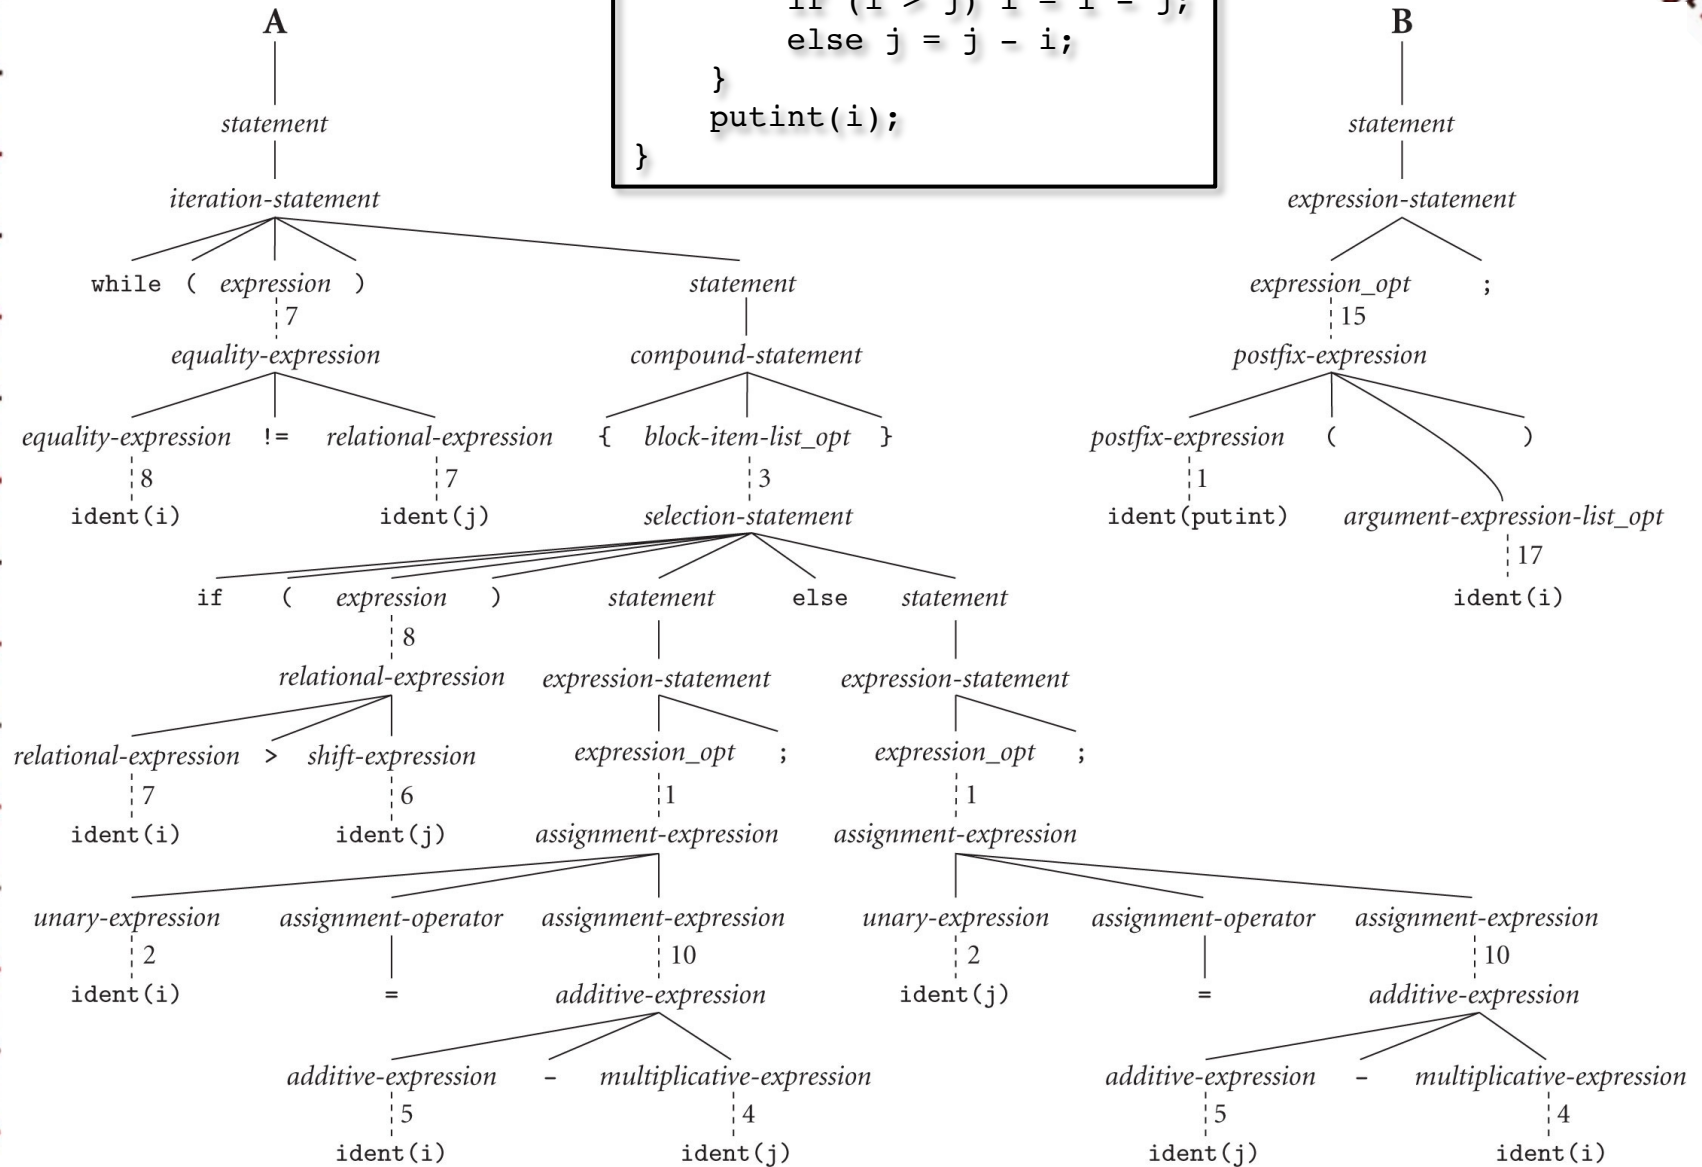 A
if (i > j) i = i - j;
else j = j - i;
}
putint(i);
}
B
statement statement
iteration-statement expression-statement
while ( expression ) statement expression_opt ;
7 15
equality-expression compound-statement postfix-expression
equality-expression != relational-expression { block-item-list_opt } postfix-expression ( )
8 7 3 1
ident(i) ident(j) selection-statement ident(putint) argument-expression-list_opt
17
if ( expression ) statement else statement ident(i)
8
relational-expression expression-statement expression-statement
relational-expression > shift-expression expression_opt ; expression_opt ;
7 6 1 1
ident(i) ident(j) assignment-expression assignment-expression
unary-expression assignment-operator assignment-expression unary-expression assignment-operator assignment-expression
2 10 2 10
ident(i) = additive-expression ident(j) = additive-expression
additive-expression - multiplicative-expression additive-expression - multiplicative-expression
5 4 5 4
ident(i) ident(j) ident(j) ident(i)